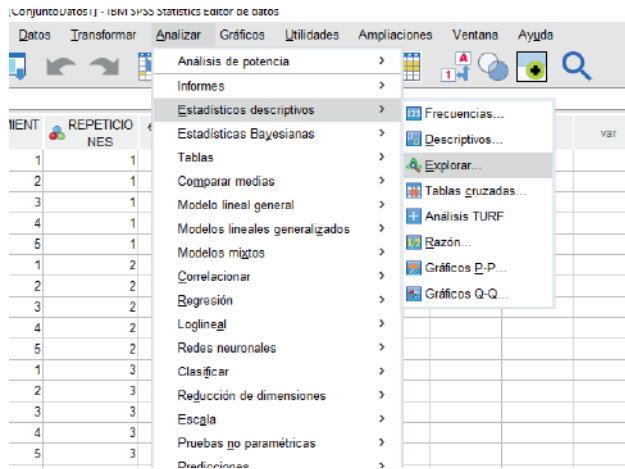 [ConjuntoDatos1] - IBM SPSS Statistics Editor de datos
Datos Transformar Analizar Gráficos Utilidades Ampliaciones Ventana Ayuda
Análisis de potencia
Informes
Estadísticos descriptivos
Estadísticas Bayesianas
Tablas
Comparar medias
Modelo lineal general
Modelos lineales generalizados
Modelos mixtos
Correlacionar
Regresión
Loglineal
Redes neuronales
Clasificar
Reducción de dimensiones
Escala
Pruebas no paramétricas
Predicciones
Frecuencias...
Descriptivos...
Explorar...
Tablas cruzadas...
Análisis TURF
Razón...
Gráficos P-P...
Gráficos Q-Q...
MIENT REPETICIO
NES
var
1 1
2 1
3 1
4 1
5 1
1 2
2 2
3 2
4 2
5 2
1 3
2 3
3 3
4 3
5 3